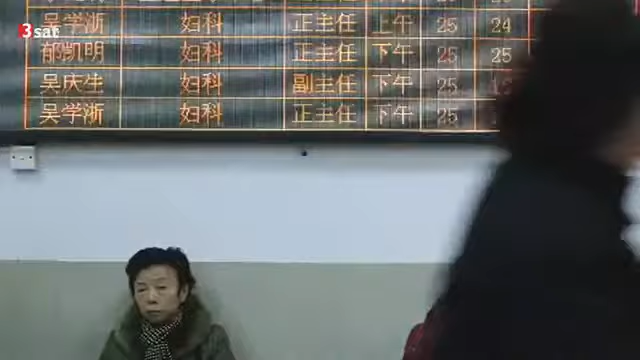 3sat
吴学浙 妇科 正主任 上午 25 24
郁凯明 妇科 正主任 下午 25 25
吴庆生 妇科 副主任 下午 25
吴学浙 妇科 正主任 下午 25